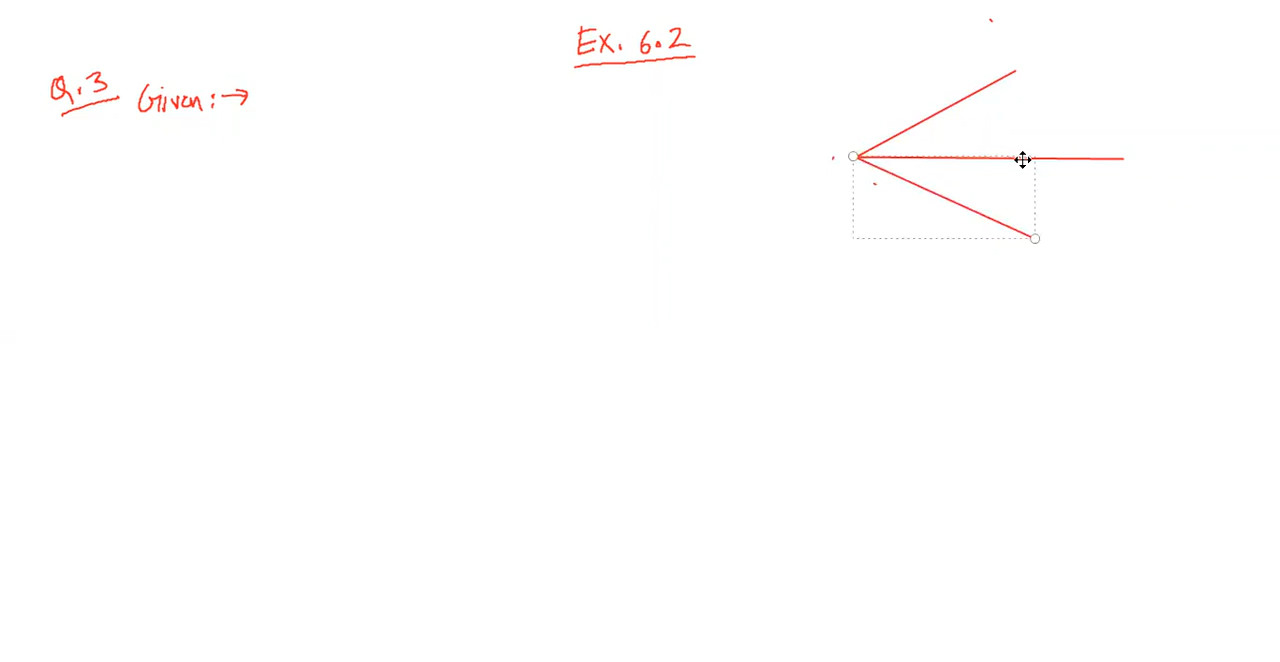 Ex. 6.2
Q.3 Given :→